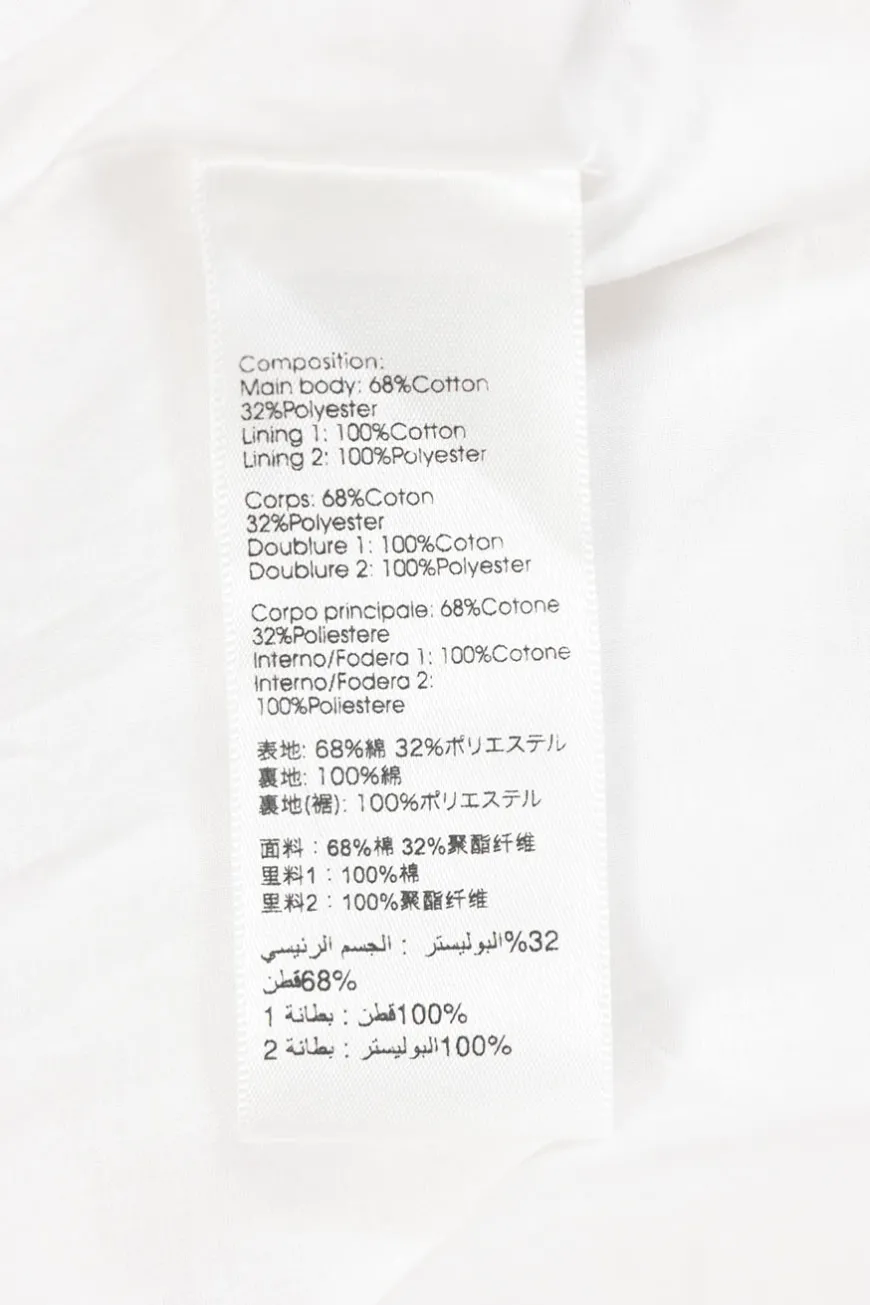 Composition:
Main body: 68%Cotton
32%Polyester
Lining 1: 100%Cotton
Lining 2: 100%Polyester
Corps: 68%Coton
32%Polyester
Doublure 1: 100%Coton
Doublure 2: 100%Polyester
Corpo principale: 68%Cotone
32%Poliestere
Interno/Fodera 1: 100%Cotone
Interno/Fodera 2:
100%Poliestere
表地: 68%綿 32%ポリエステル
裏地: 100%綿
裏地(裾): 100%ポリエステル
面料：68%棉 32%聚酯纤维
里料1：100%棉
里料2：100%聚酯纤维
الجسم الرئيسي : البوليستر%32
68%قطن
بطانة 1 : قطن100%
بطانة 2 : البوليستر100%